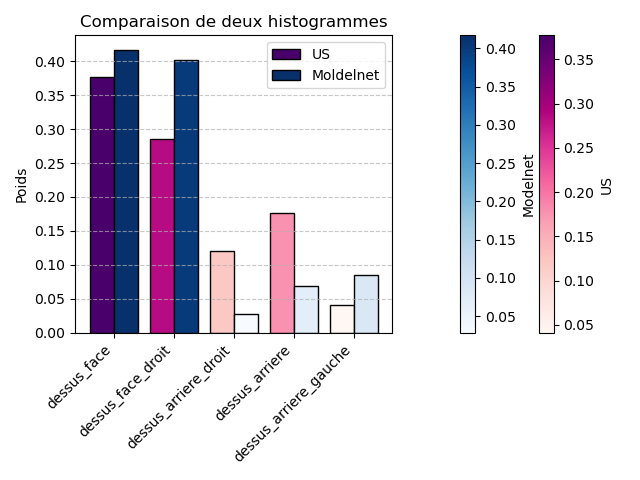 Comparaison de deux histogrammes
US
Moldelnet
Poids
0.40
0.35
0.30
0.25
0.20
0.15
0.10
0.05
0.00
dessus_face
dessus_face_droit
dessus_arriere_droit
dessus_arriere
dessus_arriere_gauche
0.40
0.35
0.30
0.25
0.20
0.15
0.10
0.05
Modelnet
0.35
0.30
0.25
0.20
0.15
0.10
0.05
US